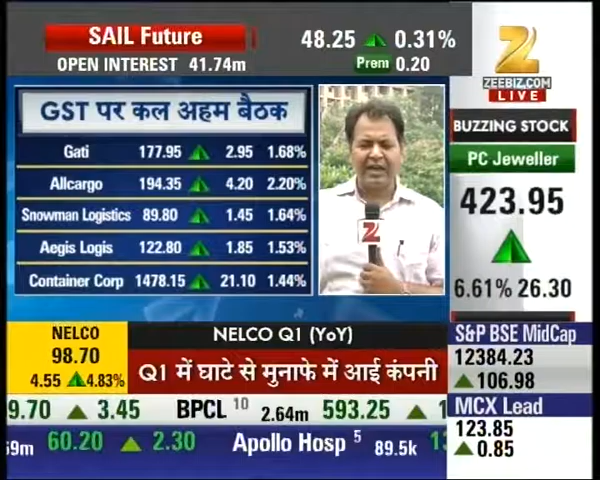 SAIL Future
48.25 0.31%
OPEN INTEREST 41.74m
Prem 0.20
Z
ZEEBIZ.COM
LIVE
GST पर कल अहम बैठक
Gati 177.95 2.95 1.68%
Allcargo 194.35 4.20 2.20%
Snowman Logistics 89.80 1.45 1.64%
Aegis Logis 122.80 1.85 1.53%
Container Corp 1478.15 21.10 1.44%
Z
BUZZING STOCK
PC Jeweller
423.95
6.61% 26.30
NELCO
98.70
4.55 4.83%
NELCO Q1 (YoY)
Q1 में घाटे से मुनाफे में आई कंपनी
S&P BSE MidCap
12384.23
106.98
MCX Lead
123.85
0.85
9.70 3.45 BPCL 10 2.64m 593.25
60.20 2.30 Apollo Hosp 5 89.5k